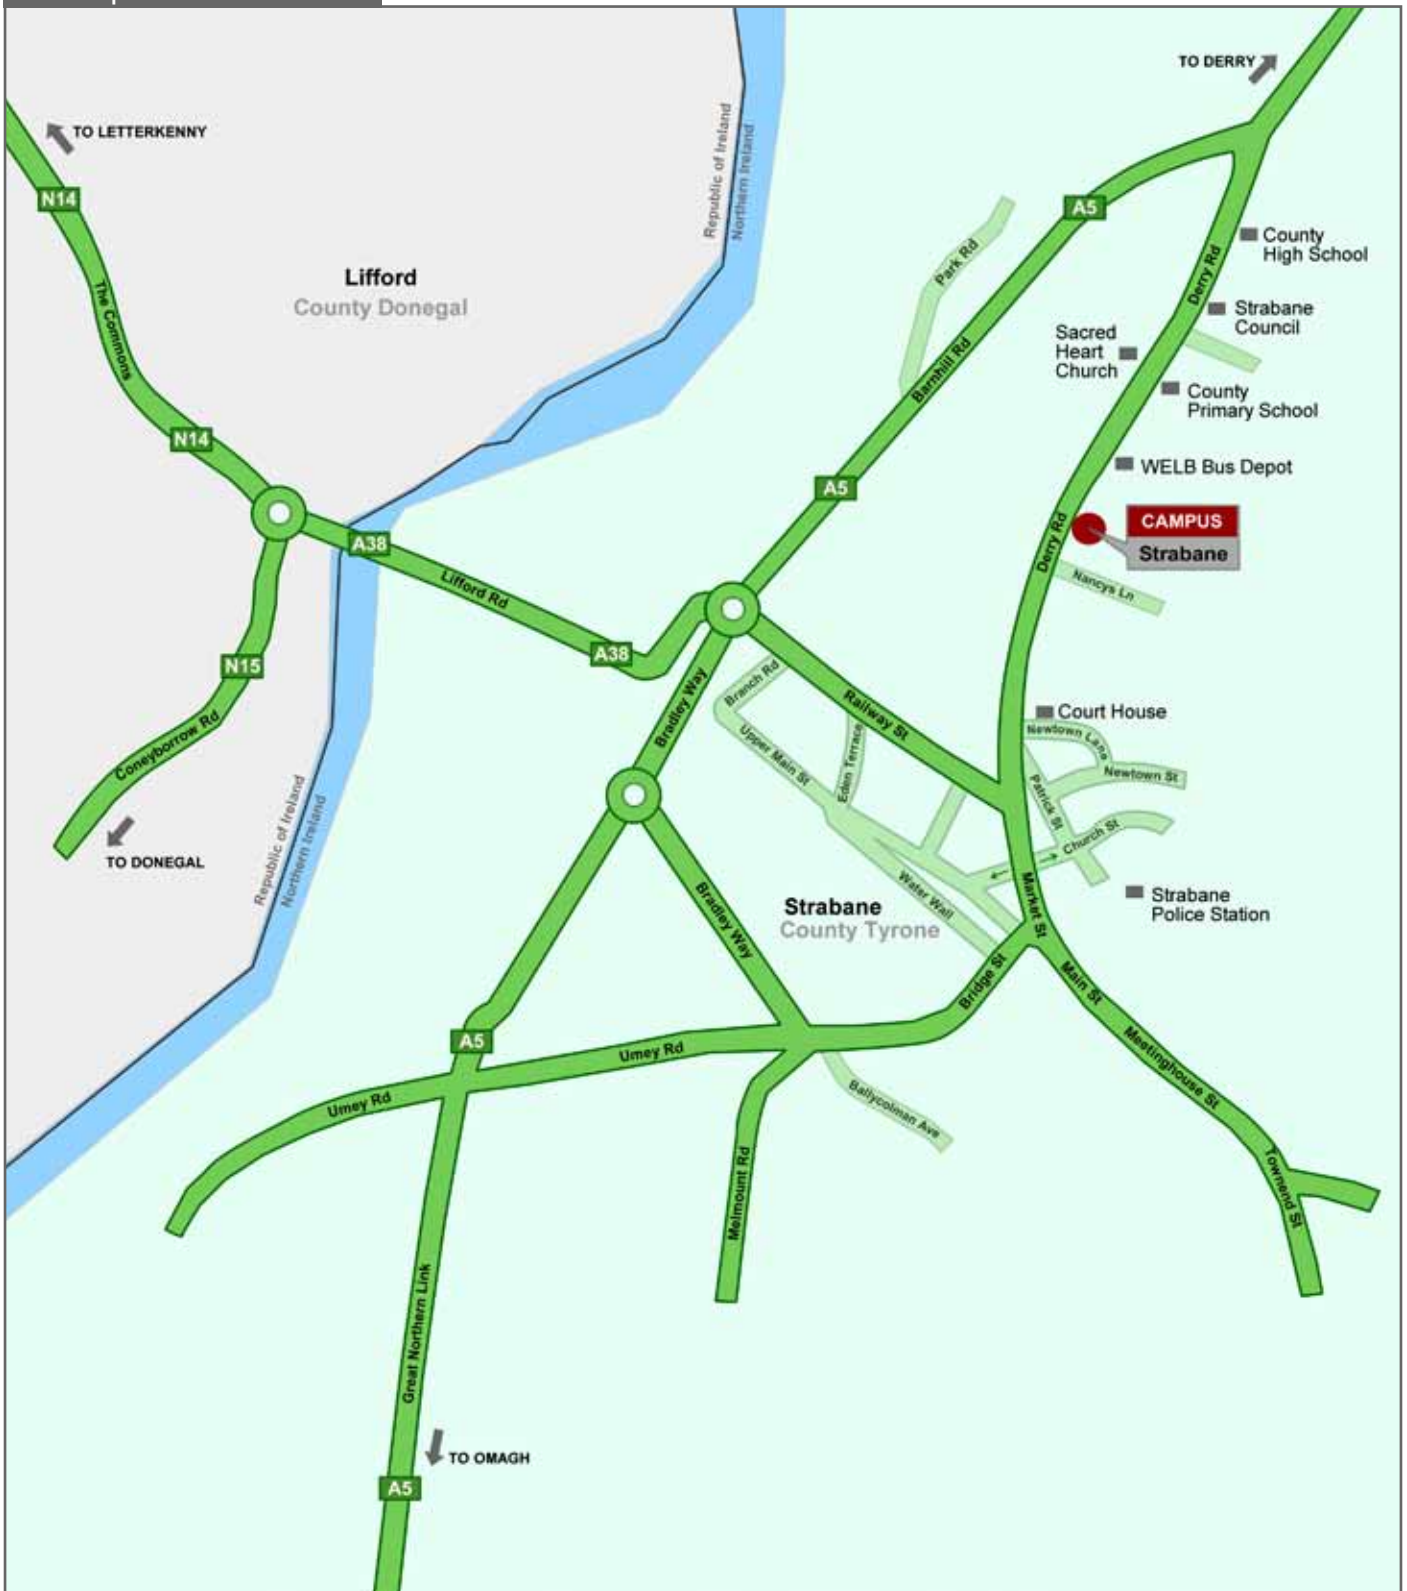 TO DERRY
TO LETTERKENNY
N14
A5
Republic of Ireland
Northern Ireland
County
High School
Park Rd
Derry Rd
Lifford
County Donegal
Strabane
Council
The Commons
Sacred
Heart
Church
Barnhill Rd
County
Primary School
N14
WELB Bus Depot
A5
CAMPUS
Strabane
A38
Derry Rd
Lifford Rd
Nancys Ln
A38
N15
Branch Rd
Bradley Way
Railway St
Court House
Newtown Lane
Coneyborrow Rd
Upper Main St
Eden Terrace
Newtown St
Patrick St
Republic of Ireland
Northern Ireland
Church St
TO DONEGAL
Water Wall
Market St
Strabane
Police Station
Strabane
County Tyrone
Bradley Way
Bridge St
Main St
A5
Umey Rd
Meetinghouse St
Umey Rd
Ballycolman Ave
Melmount Rd
Townend St
Great Northern Link
TO OMAGH
A5